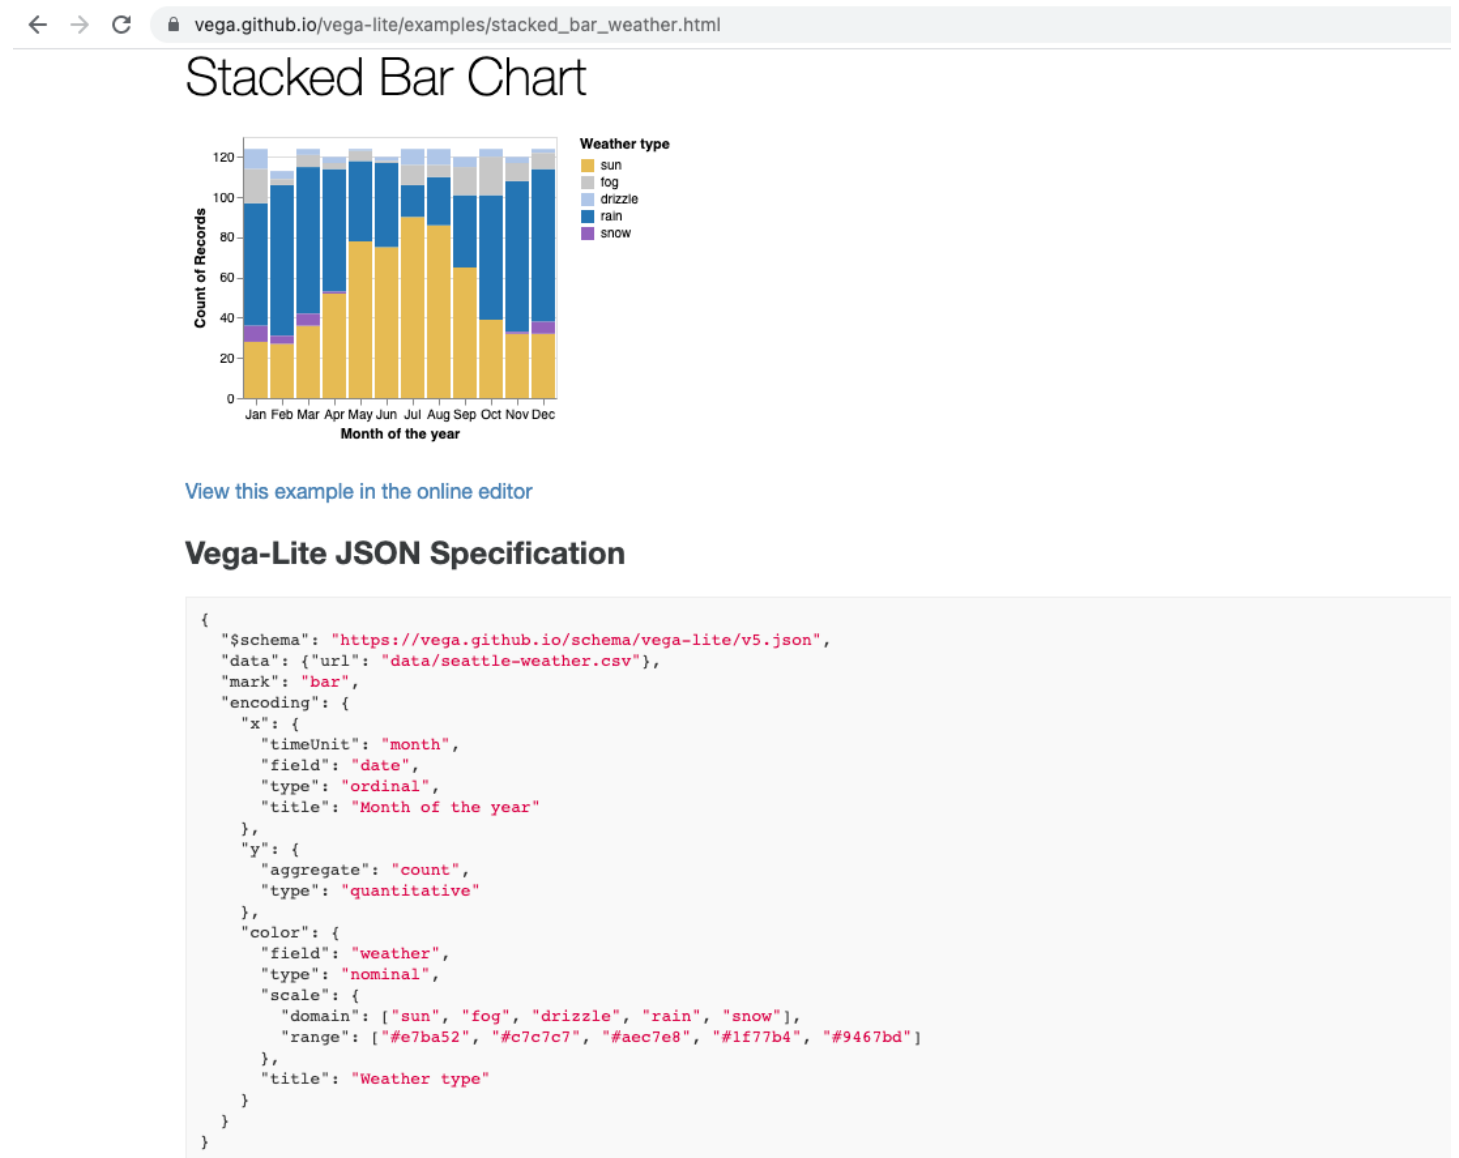 vega.github.io/vega-lite/examples/stacked_bar_weather.html
Stacked Bar Chart
Weather type
sun
fog
drizzle
rain
snow
Count of Records
120
100
80
60
40
20
0
Jan Feb Mar Apr May Jun Jul Aug Sep Oct Nov Dec
Month of the year
View this example in the online editor
Vega-Lite JSON Specification
{
  "$schema": "https://vega.github.io/schema/vega-lite/v5.json",
  "data": {"url": "data/seattle-weather.csv"},
  "mark": "bar",
  "encoding": {
    "x": {
      "timeUnit": "month",
      "field": "date",
      "type": "ordinal",
      "title": "Month of the year"
    },
    "y": {
      "aggregate": "count",
      "type": "quantitative"
    },
    "color": {
      "field": "weather",
      "type": "nominal",
      "scale": {
        "domain": ["sun", "fog", "drizzle", "rain", "snow"],
        "range": ["#e7ba52", "#c7c7c7", "#aec7e8", "#1f77b4", "#9467bd"]
      },
      "title": "Weather type"
    }
  }
}